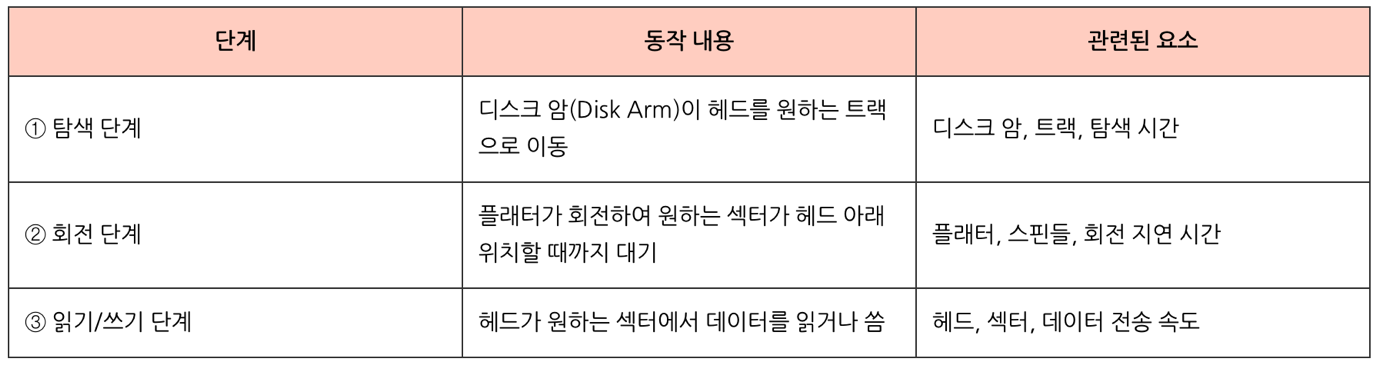 단계
동작 내용
관련된 요소
① 탐색 단계
디스크 암(Disk Arm)이 헤드를 원하는 트랙
으로 이동
디스크 암, 트랙, 탐색 시간
② 회전 단계
플래터가 회전하여 원하는 섹터가 헤드 아래
위치할 때까지 대기
플래터, 스핀들, 회전 지연 시간
③ 읽기/쓰기 단계
헤드가 원하는 섹터에서 데이터를 읽거나 씀
헤드, 섹터, 데이터 전송 속도